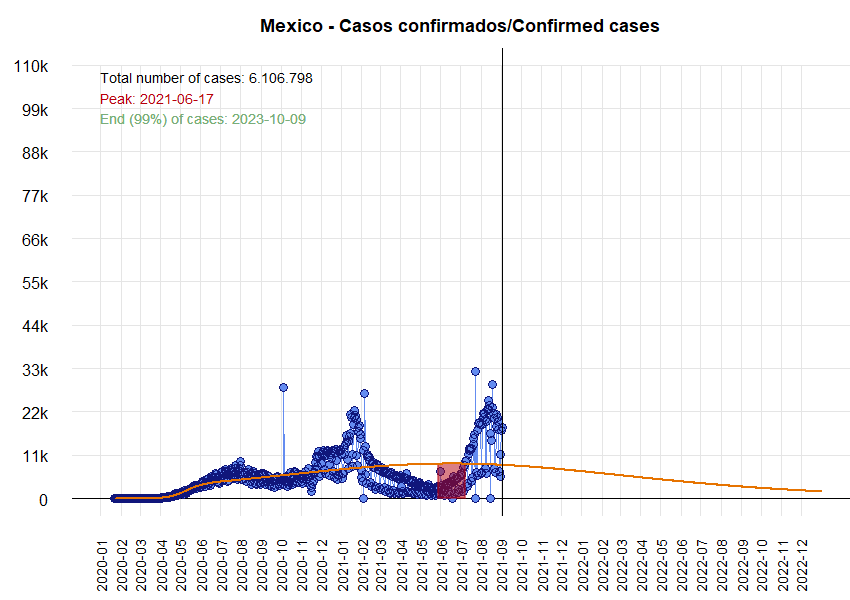 Mexico - Casos confirmados/Confirmed cases
110k
Total number of cases: 6.106.798
Peak: 2021-06-17
99k
End (99%) of cases: 2023-10-09
88k
77k
66k
55k
44k
33k
22k
11k
0
2020-01
2020-02
2020-03
2020-04
2020-05
2020-06
2020-07
2020-08
2020-09
2020-10
2020-11
2020-12
2021-01
2021-02
2021-03
2021-04
2021-05
2021-06
2021-07
2021-08
2021-09
2021-10
2021-11
2021-12
2022-01
2022-02
2022-03
2022-04
2022-05
2022-06
2022-07
2022-08
2022-09
2022-10
2022-11
2022-12